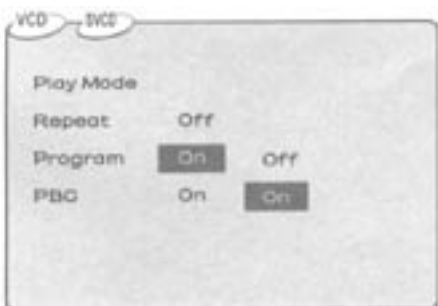 VCD SVCD
Play Mode
Repeat Off
Program On Off
PBC On On